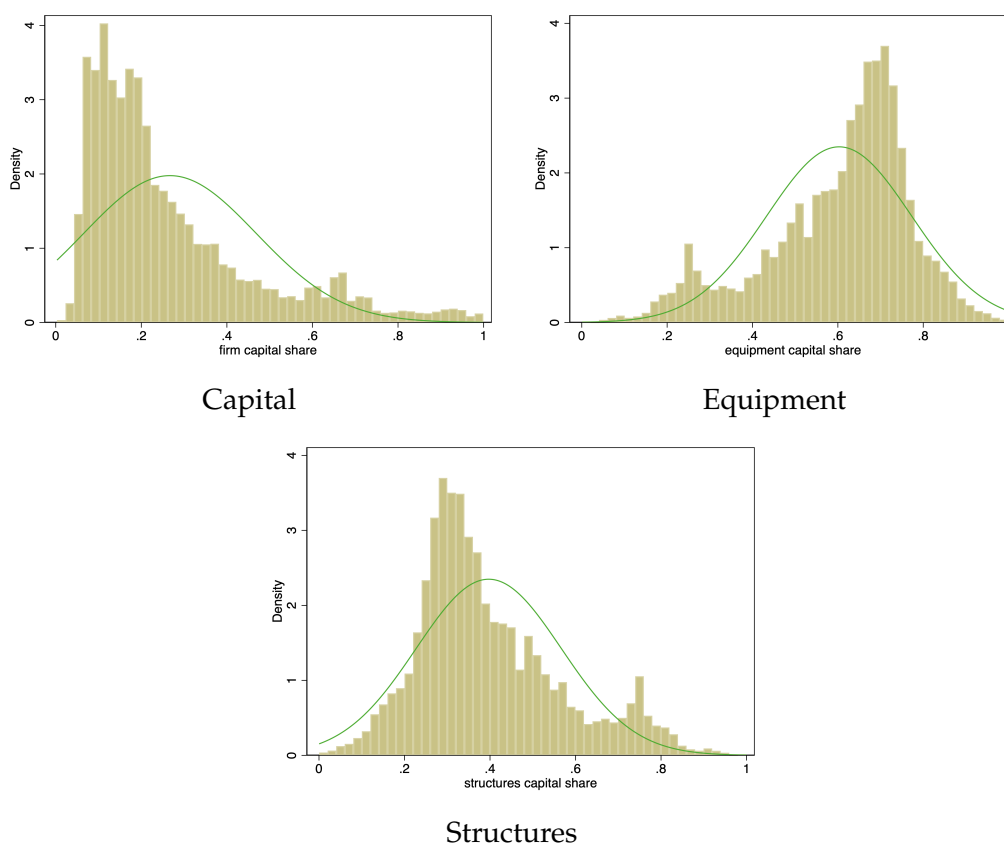 4
3
2
1
0
Density
0 .2 .4 .6 .8 1
firm capital share
Capital
4
3
2
1
0
Density
0 .2 .4 .6 .8
equipment capital share
Equipment
4
3
2
1
0
Density
0 .2 .4 .6 .8 1
structures capital share
Structures